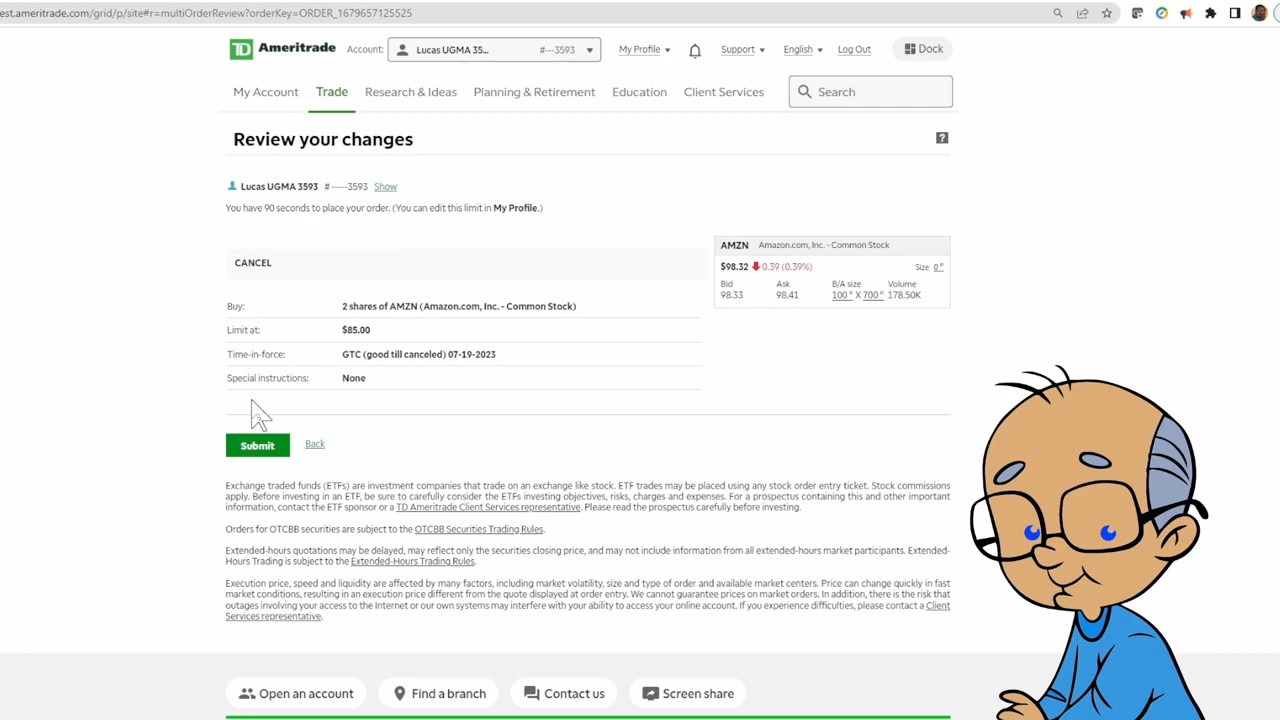 est.ameritrade.com/grid/p/site#r=multiOrderReview?orderKey=ORDER_1679657125525
TD Ameritrade Account: Lucas UGMA 35... #---3593 My Profile Support English Log Out Dock
My Account Trade Research & Ideas Planning & Retirement Education Client Services Search
Review your changes ?
Lucas UGMA 3593 # -----3593 Show
You have 90 seconds to place your order. (You can edit this limit in My Profile.)
CANCEL
Buy: 2 shares of AMZN (Amazon.com, Inc. - Common Stock)
Limit at: $85.00
Time-in-force: GTC (good till canceled) 07-19-2023
Special instructions: None
AMZN Amazon.com, Inc. - Common Stock
$98.32 0.39 (0.39%) Size 0 P
Bid Ask B/A size Volume
98.33 98.41 100 K X 700 K 178.50K
Submit Back
Exchange traded funds (ETFs) are investment companies that trade on an exchange like stock. ETF trades may be placed using any stock order entry ticket. Stock commissions
apply. Before investing in an ETF, be sure to carefully consider the ETFs investing objectives, risks, charges and expenses. For a prospectus containing this and other important
information, contact the ETF sponsor or a TD Ameritrade Client Services representative. Please read the prospectus carefully before investing.
Orders for OTCBB securities are subject to the OTCBB Securities Trading Rules.
Extended-hours quotations may be delayed, may reflect only the securities closing price, and may not include information from all extended-hours market participants. Extended-
Hours Trading is subject to the Extended-Hours Trading Rules.
Execution price, speed and liquidity are affected by many factors, including market volatility, size and type of order and available market centers. Price can change quickly in fast
market conditions, resulting in an execution price different from the quote displayed at order entry. We cannot guarantee prices on market orders. In addition, there is the risk that
outages involving your access to the Internet or our own systems may interfere with your ability to access your online account. If you experience difficulties, please contact a Client
Services representative.
Open an account Find a branch Contact us Screen share